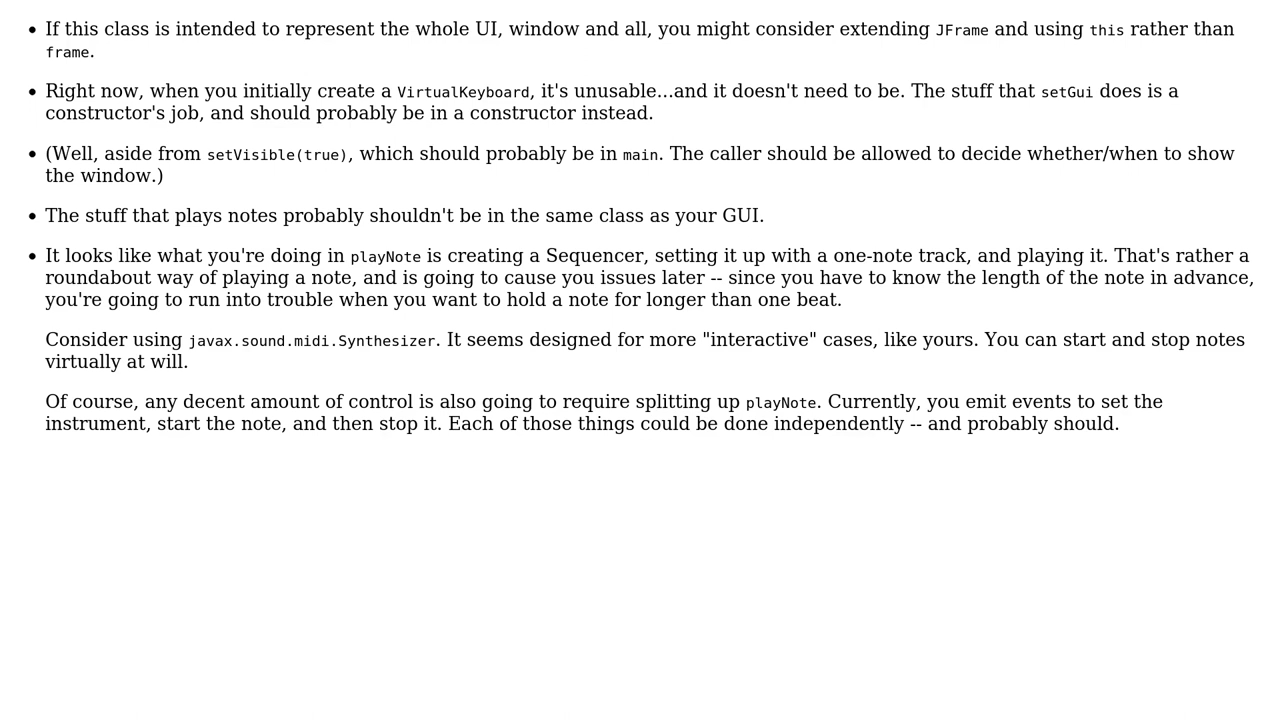 • If this class is intended to represent the whole UI, window and all, you might consider extending JFrame and using this rather than
frame.
• Right now, when you initially create a VirtualKeyboard, it's unusable...and it doesn't need to be. The stuff that setGui does is a
constructor's job, and should probably be in a constructor instead.
• (Well, aside from setVisible(true), which should probably be in main. The caller should be allowed to decide whether/when to show
the window.)
• The stuff that plays notes probably shouldn't be in the same class as your GUI.
• It looks like what you're doing in playNote is creating a Sequencer, setting it up with a one-note track, and playing it. That's rather a
roundabout way of playing a note, and is going to cause you issues later -- since you have to know the length of the note in advance,
you're going to run into trouble when you want to hold a note for longer than one beat.
Consider using javax.sound.midi.Synthesizer. It seems designed for more "interactive" cases, like yours. You can start and stop notes
virtually at will.
Of course, any decent amount of control is also going to require splitting up playNote. Currently, you emit events to set the
instrument, start the note, and then stop it. Each of those things could be done independently -- and probably should.